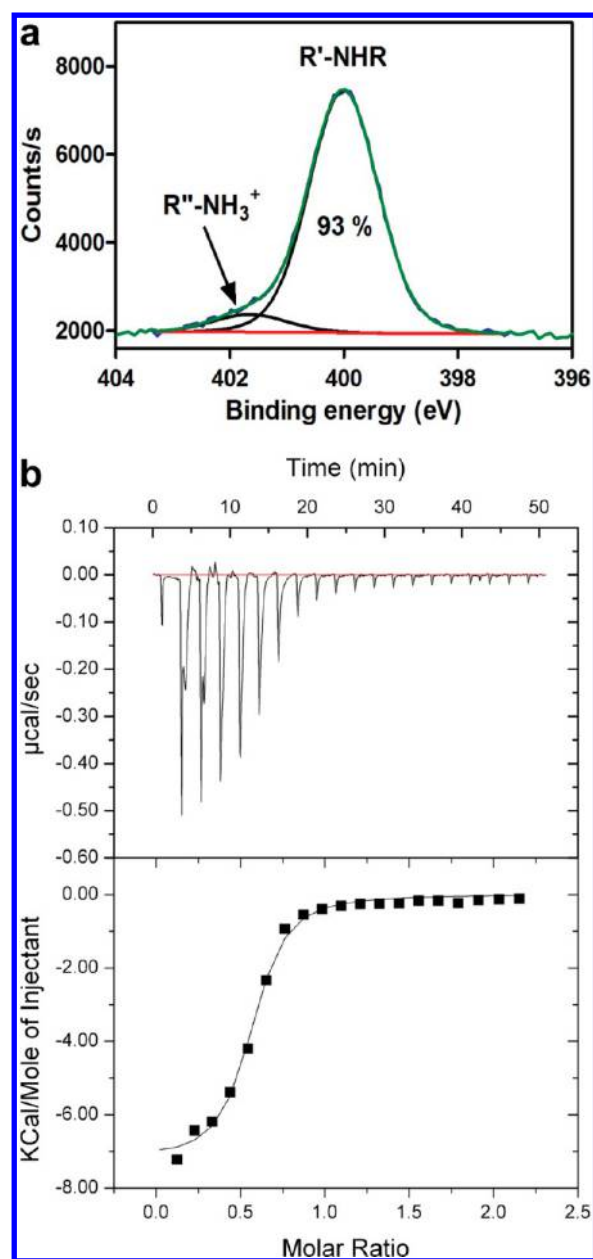 a
R'-NHR
R"-NH3+
93 %
Counts/s
8000
6000
4000
2000
404 402 400 398 396
Binding energy (eV)
b
Time (min)
0 10 20 30 40 50
0.10
0.00
-0.10
-0.20
-0.30
-0.40
-0.50
-0.60
µcal/sec
0.00
-2.00
-4.00
-6.00
-8.00
KCal/Mole of Injectant
0.0 0.5 1.0 1.5 2.0 2.5
Molar Ratio